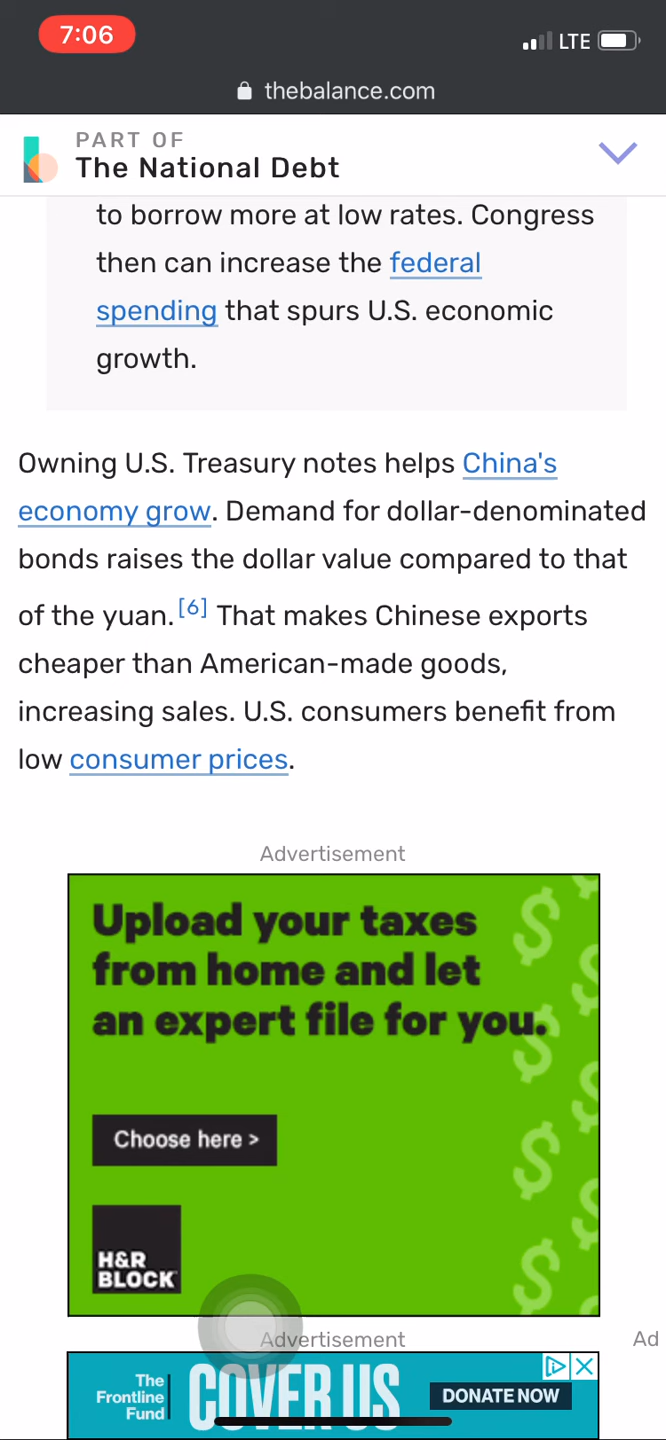 7:06
LTE
thebalance.com
PART OF
The National Debt
to borrow more at low rates. Congress
then can increase the federal
spending that spurs U.S. economic
growth.
Owning U.S. Treasury notes helps China's
economy grow. Demand for dollar-denominated
bonds raises the dollar value compared to that
of the yuan.[6] That makes Chinese exports
cheaper than American-made goods,
increasing sales. U.S. consumers benefit from
low consumer prices.
Advertisement
Upload your taxes
from home and let
an expert file for you.
Choose here >
H&R
BLOCK
Advertisement
Ad
The
Frontline
Fund
COVER US
DONATE NOW